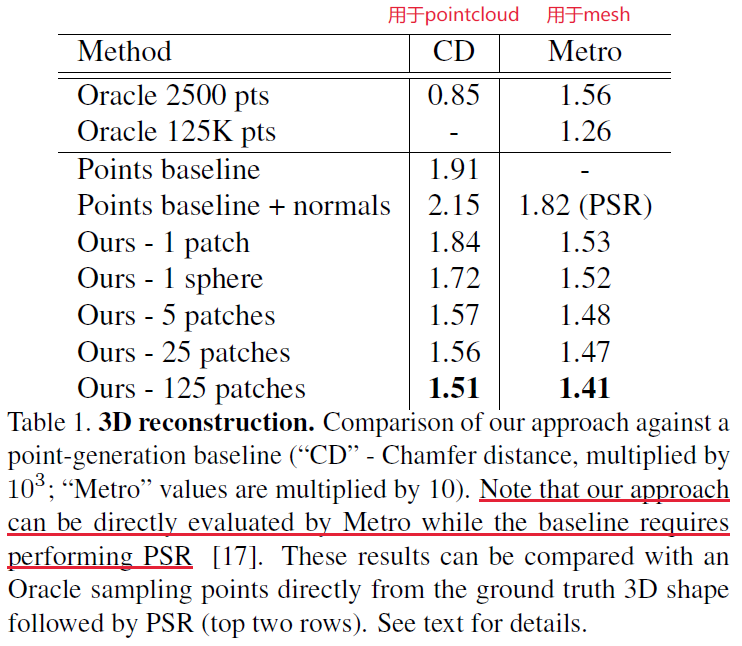 用于pointcloud 用于mesh
Method CD Metro
Oracle 2500 pts 0.85 1.56
Oracle 125K pts - 1.26
Points baseline 1.91 -
Points baseline + normals 2.15 1.82 (PSR)
Ours - 1 patch 1.84 1.53
Ours - 1 sphere 1.72 1.52
Ours - 5 patches 1.57 1.48
Ours - 25 patches 1.56 1.47
Ours - 125 patches 1.51 1.41
Table 1. 3D reconstruction. Comparison of our approach against a
point-generation baseline (“CD” - Chamfer distance, multiplied by
10³; “Metro” values are multiplied by 10). Note that our approach
can be directly evaluated by Metro while the baseline requires
performing PSR [17]. These results can be compared with an
Oracle sampling points directly from the ground truth 3D shape
followed by PSR (top two rows). See text for details.